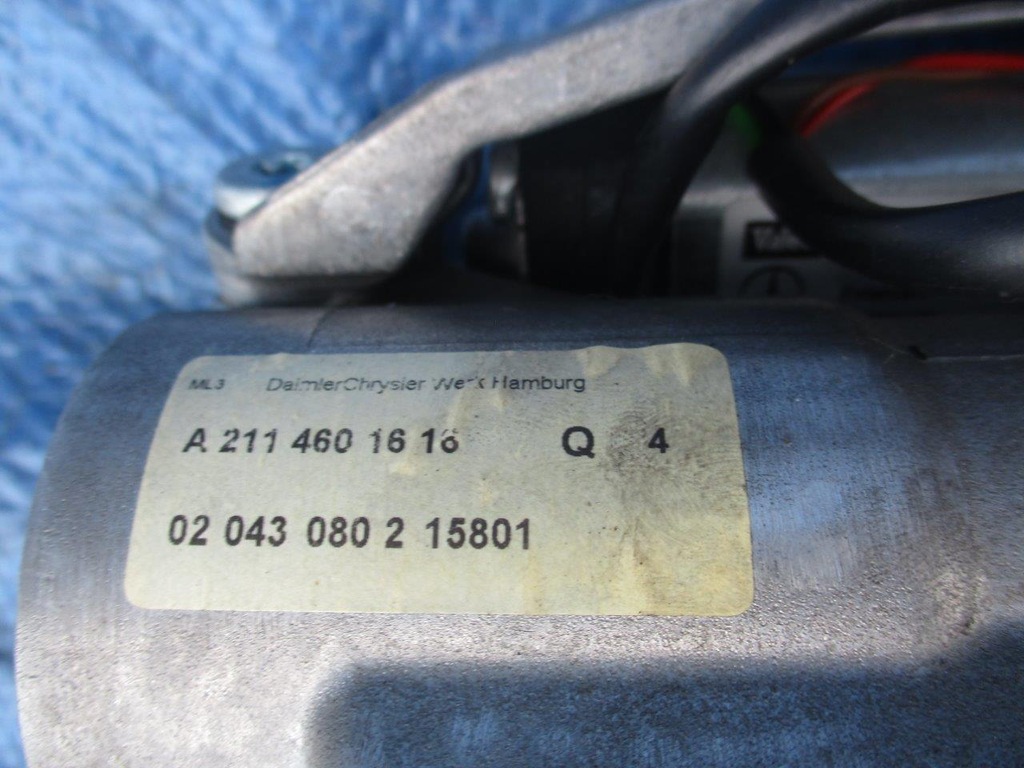 ML3 DaimlerChrysler Werk Hamburg
A 211 460 16 16 Q 4
02 043 080 2 15801